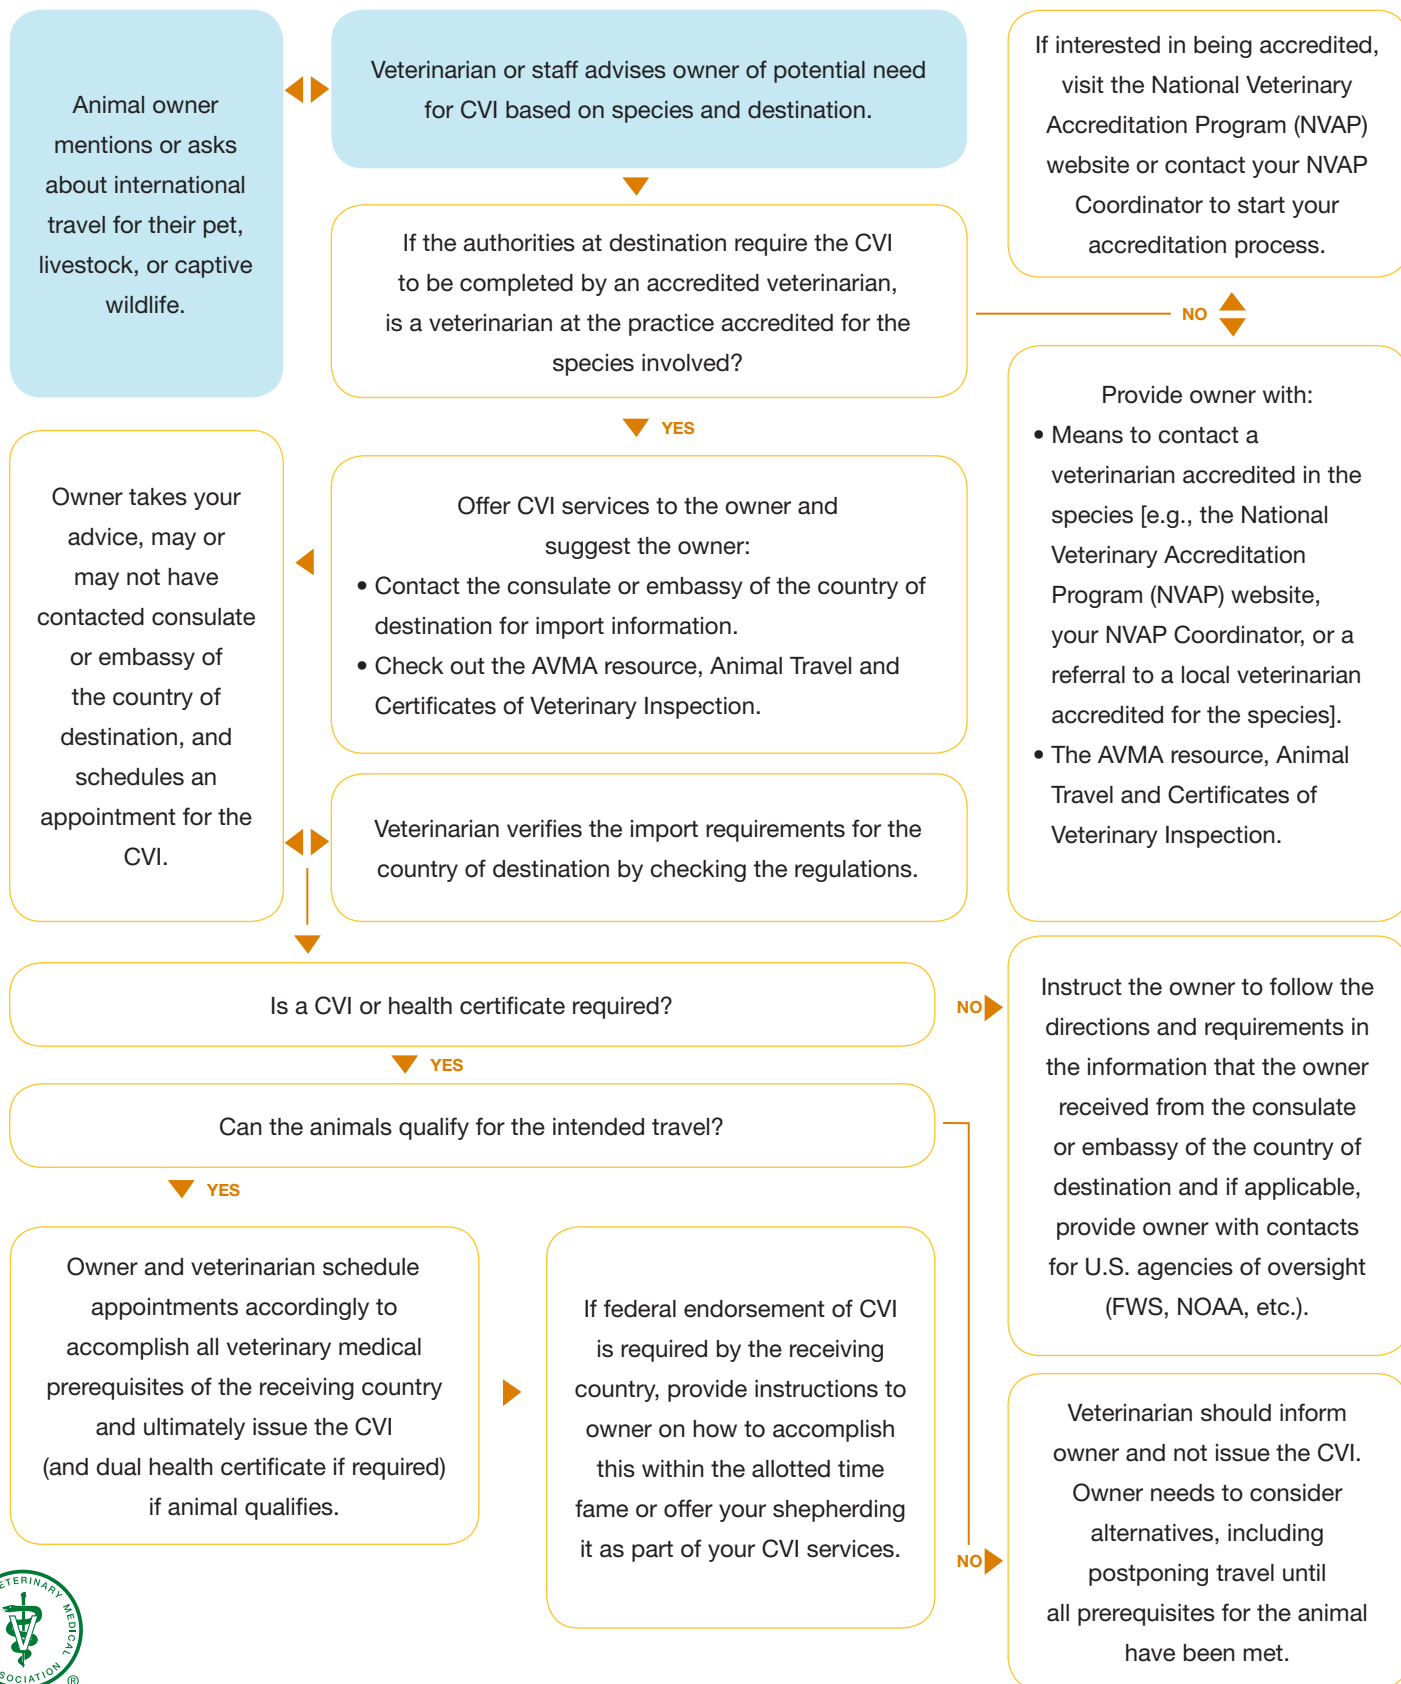 Animal owner
mentions or asks
about international
travel for their pet,
livestock, or captive
wildlife.
Veterinarian or staff advises owner of potential need
for CVI based on species and destination.
If the authorities at destination require the CVI
to be completed by an accredited veterinarian,
is a veterinarian at the practice accredited for the
species involved?
NO
If interested in being accredited,
visit the National Veterinary
Accreditation Program (NVAP)
website or contact your NVAP
Coordinator to start your
accreditation process.
Provide owner with:
• Means to contact a
veterinarian accredited in the
species [e.g., the National
Veterinary Accreditation
Program (NVAP) website,
your NVAP Coordinator, or a
referral to a local veterinarian
accredited for the species].
• The AVMA resource, Animal
Travel and Certificates of
Veterinary Inspection.
YES
Offer CVI services to the owner and
suggest the owner:
• Contact the consulate or embassy of the country of
destination for import information.
• Check out the AVMA resource, Animal Travel and
Certificates of Veterinary Inspection.
Owner takes your
advice, may or
may not have
contacted consulate
or embassy of
the country of
destination, and
schedules an
appointment for the
CVI.
Veterinarian verifies the import requirements for the
country of destination by checking the regulations.
Is a CVI or health certificate required?
NO
Instruct the owner to follow the
directions and requirements in
the information that the owner
received from the consulate
or embassy of the country of
destination and if applicable,
provide owner with contacts
for U.S. agencies of oversight
(FWS, NOAA, etc.).
YES
Can the animals qualify for the intended travel?
YES
Owner and veterinarian schedule
appointments accordingly to
accomplish all veterinary medical
prerequisites of the receiving country
and ultimately issue the CVI
(and dual health certificate if required)
if animal qualifies.
If federal endorsement of CVI
is required by the receiving
country, provide instructions to
owner on how to accomplish
this within the allotted time
fame or offer your shepherding
it as part of your CVI services.
NO
Veterinarian should inform
owner and not issue the CVI.
Owner needs to consider
alternatives, including
postponing travel until
all prerequisites for the animal
have been met.
VETERINARY MEDICAL
V
®